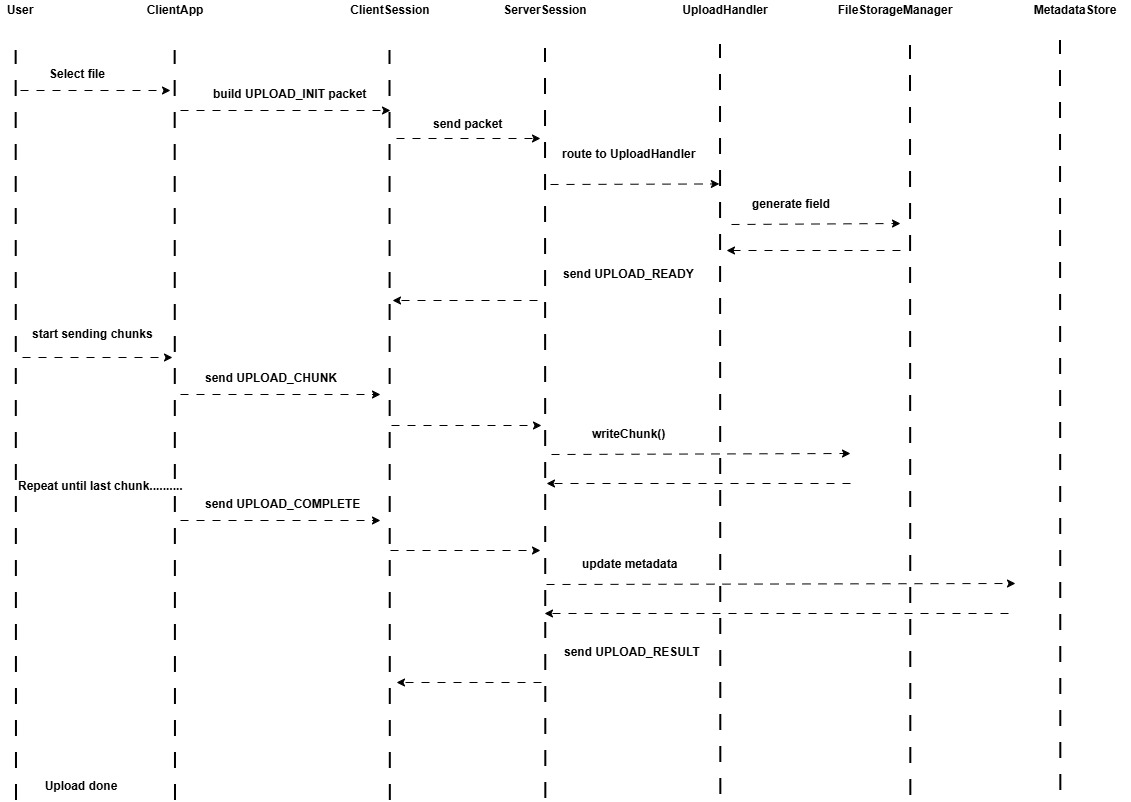 User
ClientApp
ClientSession
ServerSession
UploadHandler
FileStorageManager
MetadataStore
Select file
build UPLOAD_INIT packet
send packet
route to UploadHandler
generate field
send UPLOAD_READY
start sending chunks
send UPLOAD_CHUNK
writeChunk()
Repeat until last chunk..........
send UPLOAD_COMPLETE
update metadata
send UPLOAD_RESULT
Upload done